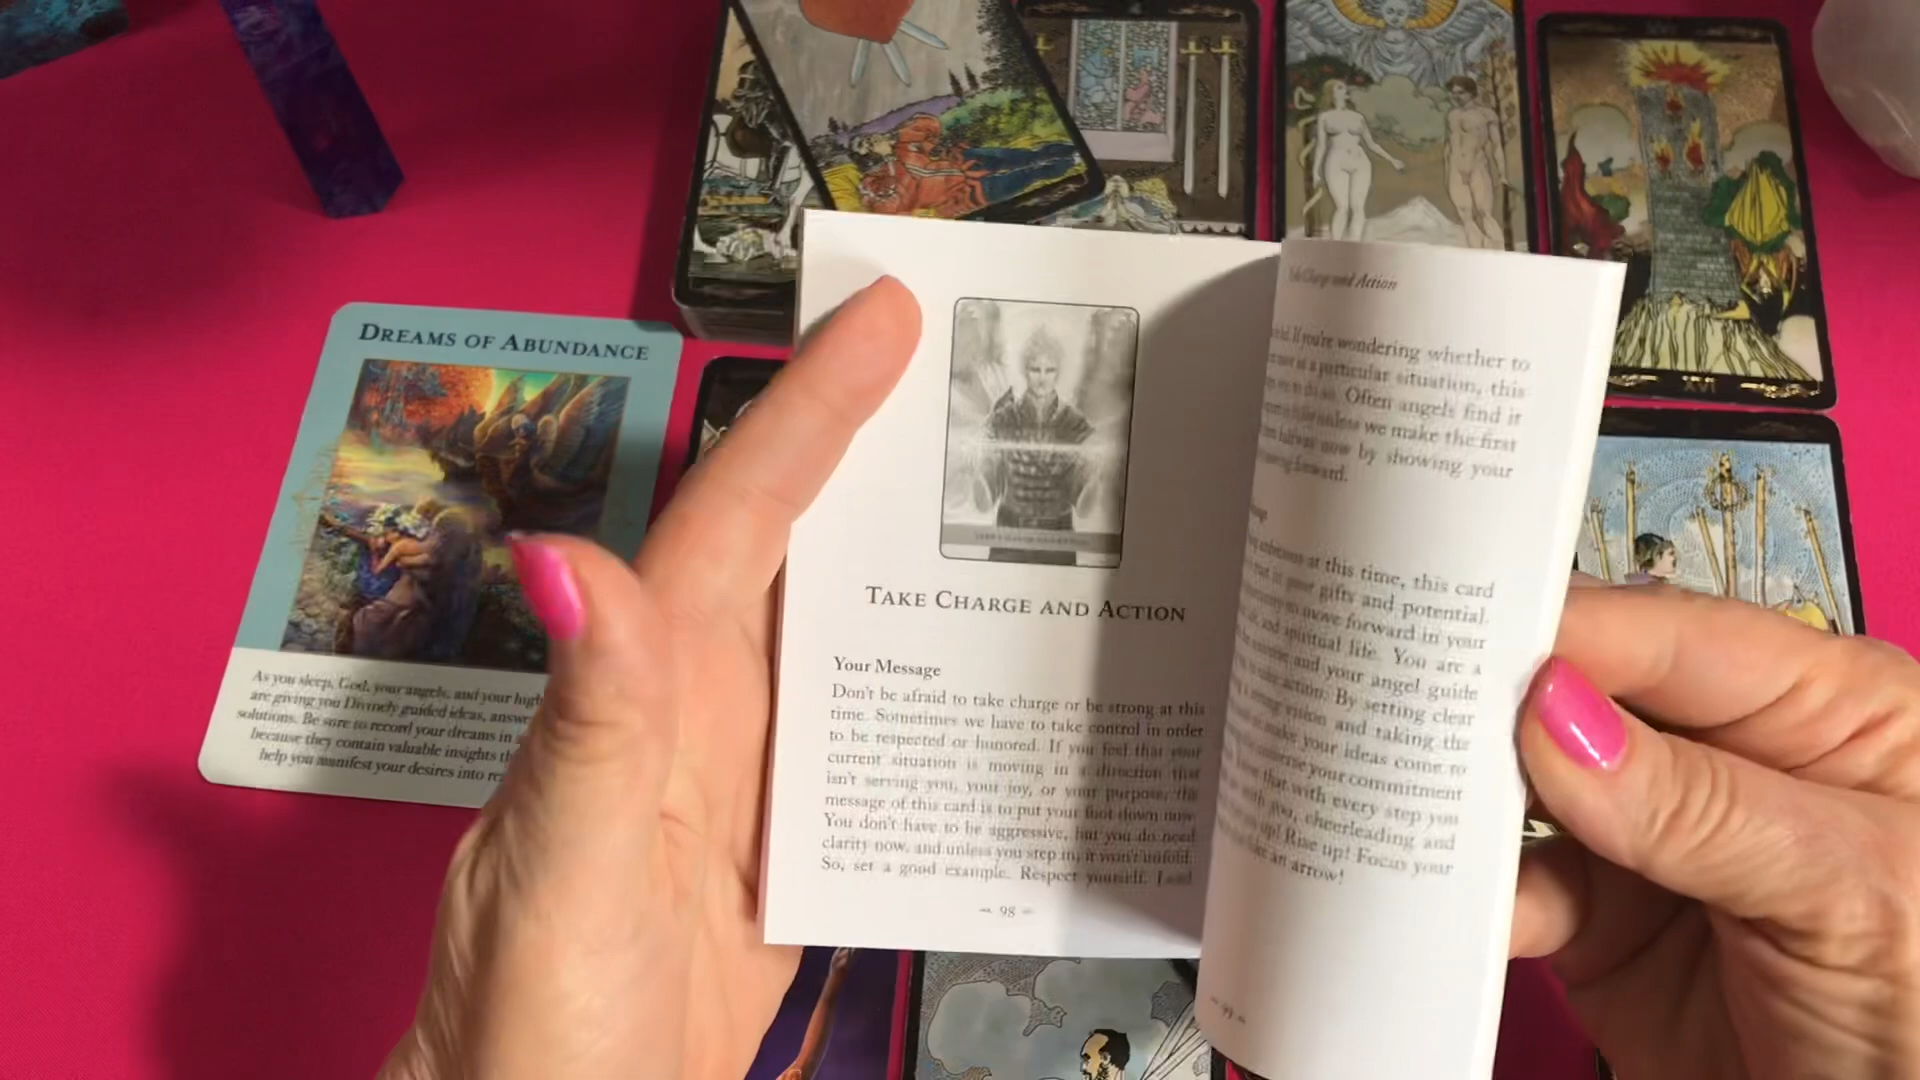 DREAMS OF ABUNDANCE
As you sleep, God, your angels, and your high
are giving you Divinely guided ideas, answ
solutions. Be sure to record your dreams in
because they contain valuable insights th
help you manifest your desires into re
TAKE CHARGE AND ACTION
Your Message
Don't be afraid to take charge or be strong at this
time. Sometimes we have to take control in order
to be respected or honored. If you feel that your
current situation is moving in a direction that
isn't serving you, your joy, or your purpose, the
message of this card is to put your foot down now.
You don't have to be aggressive, but you do need
clarity now, and unless you step in, it won't unfold.
So, set a good example. Respect yourself. Lead
98
Charge and Action
If you're wondering whether to
a particular situation, this
to do so. Often angels find it
unless we make the first
halfway now by showing your
forward.
at this time, this card
gifts and potential.
to move forward in your
and spiritual life. You are a
and your angel guide
to take action. By setting clear
strong vision and taking the
make your ideas come to
universe your commitment
that with every step you
you, cheerleading and
up! Rise up! Focus your
an arrow!
99
XVI